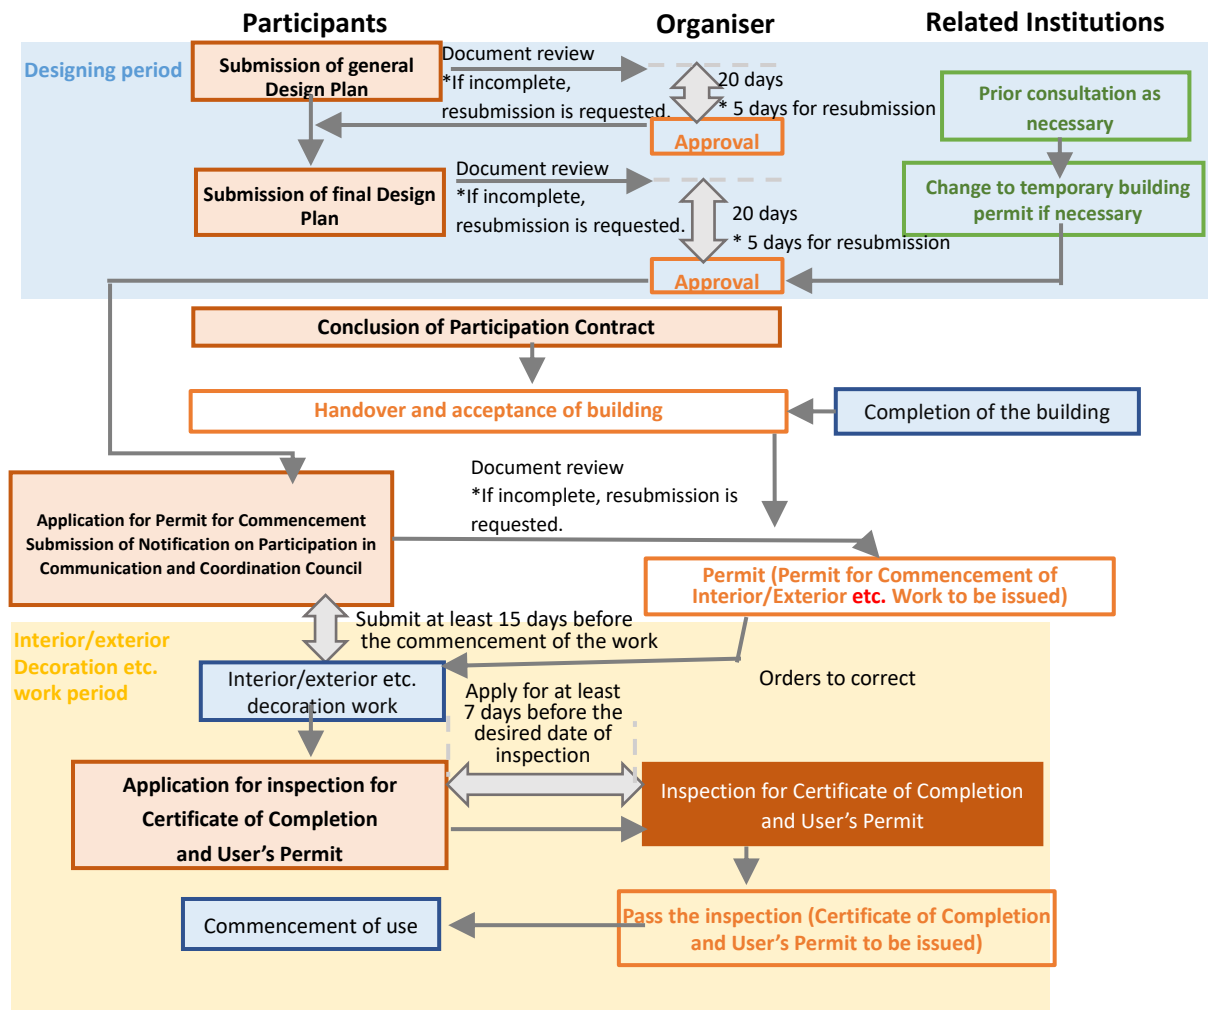 Participants
Organiser
Related Institutions
Designing period
Submission of general
Design Plan
Document review
*If incomplete,
resubmission is requested.
20 days
* 5 days for resubmission
Approval
Prior consultation as
necessary
Submission of final Design
Plan
Document review
*If incomplete,
resubmission is requested.
20 days
* 5 days for resubmission
Approval
Change to temporary building
permit if necessary
Conclusion of Participation Contract
Handover and acceptance of building
Completion of the building
Document review
*If incomplete, resubmission is
requested.
Application for Permit for Commencement
Submission of Notification on Participation in
Communication and Coordination Council
Permit (Permit for Commencement of
Interior/Exterior etc. Work to be issued)
Submit at least 15 days before
the commencement of the work
Interior/exterior
Decoration etc.
work period
Interior/exterior etc.
decoration work
Orders to correct
Apply for at least
7 days before the
desired date of
inspection
Application for inspection for
Certificate of Completion
and User's Permit
Inspection for Certificate of Completion
and User's Permit
Commencement of use
Pass the inspection (Certificate of Completion
and User's Permit to be issued)